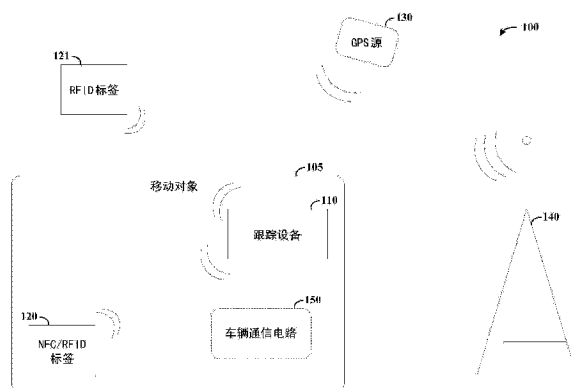 130
GPS源
100
121
RFID标签
105
移动对象
110
跟踪设备
140
120
NFC/RFID
标签
150
车辆通信电路